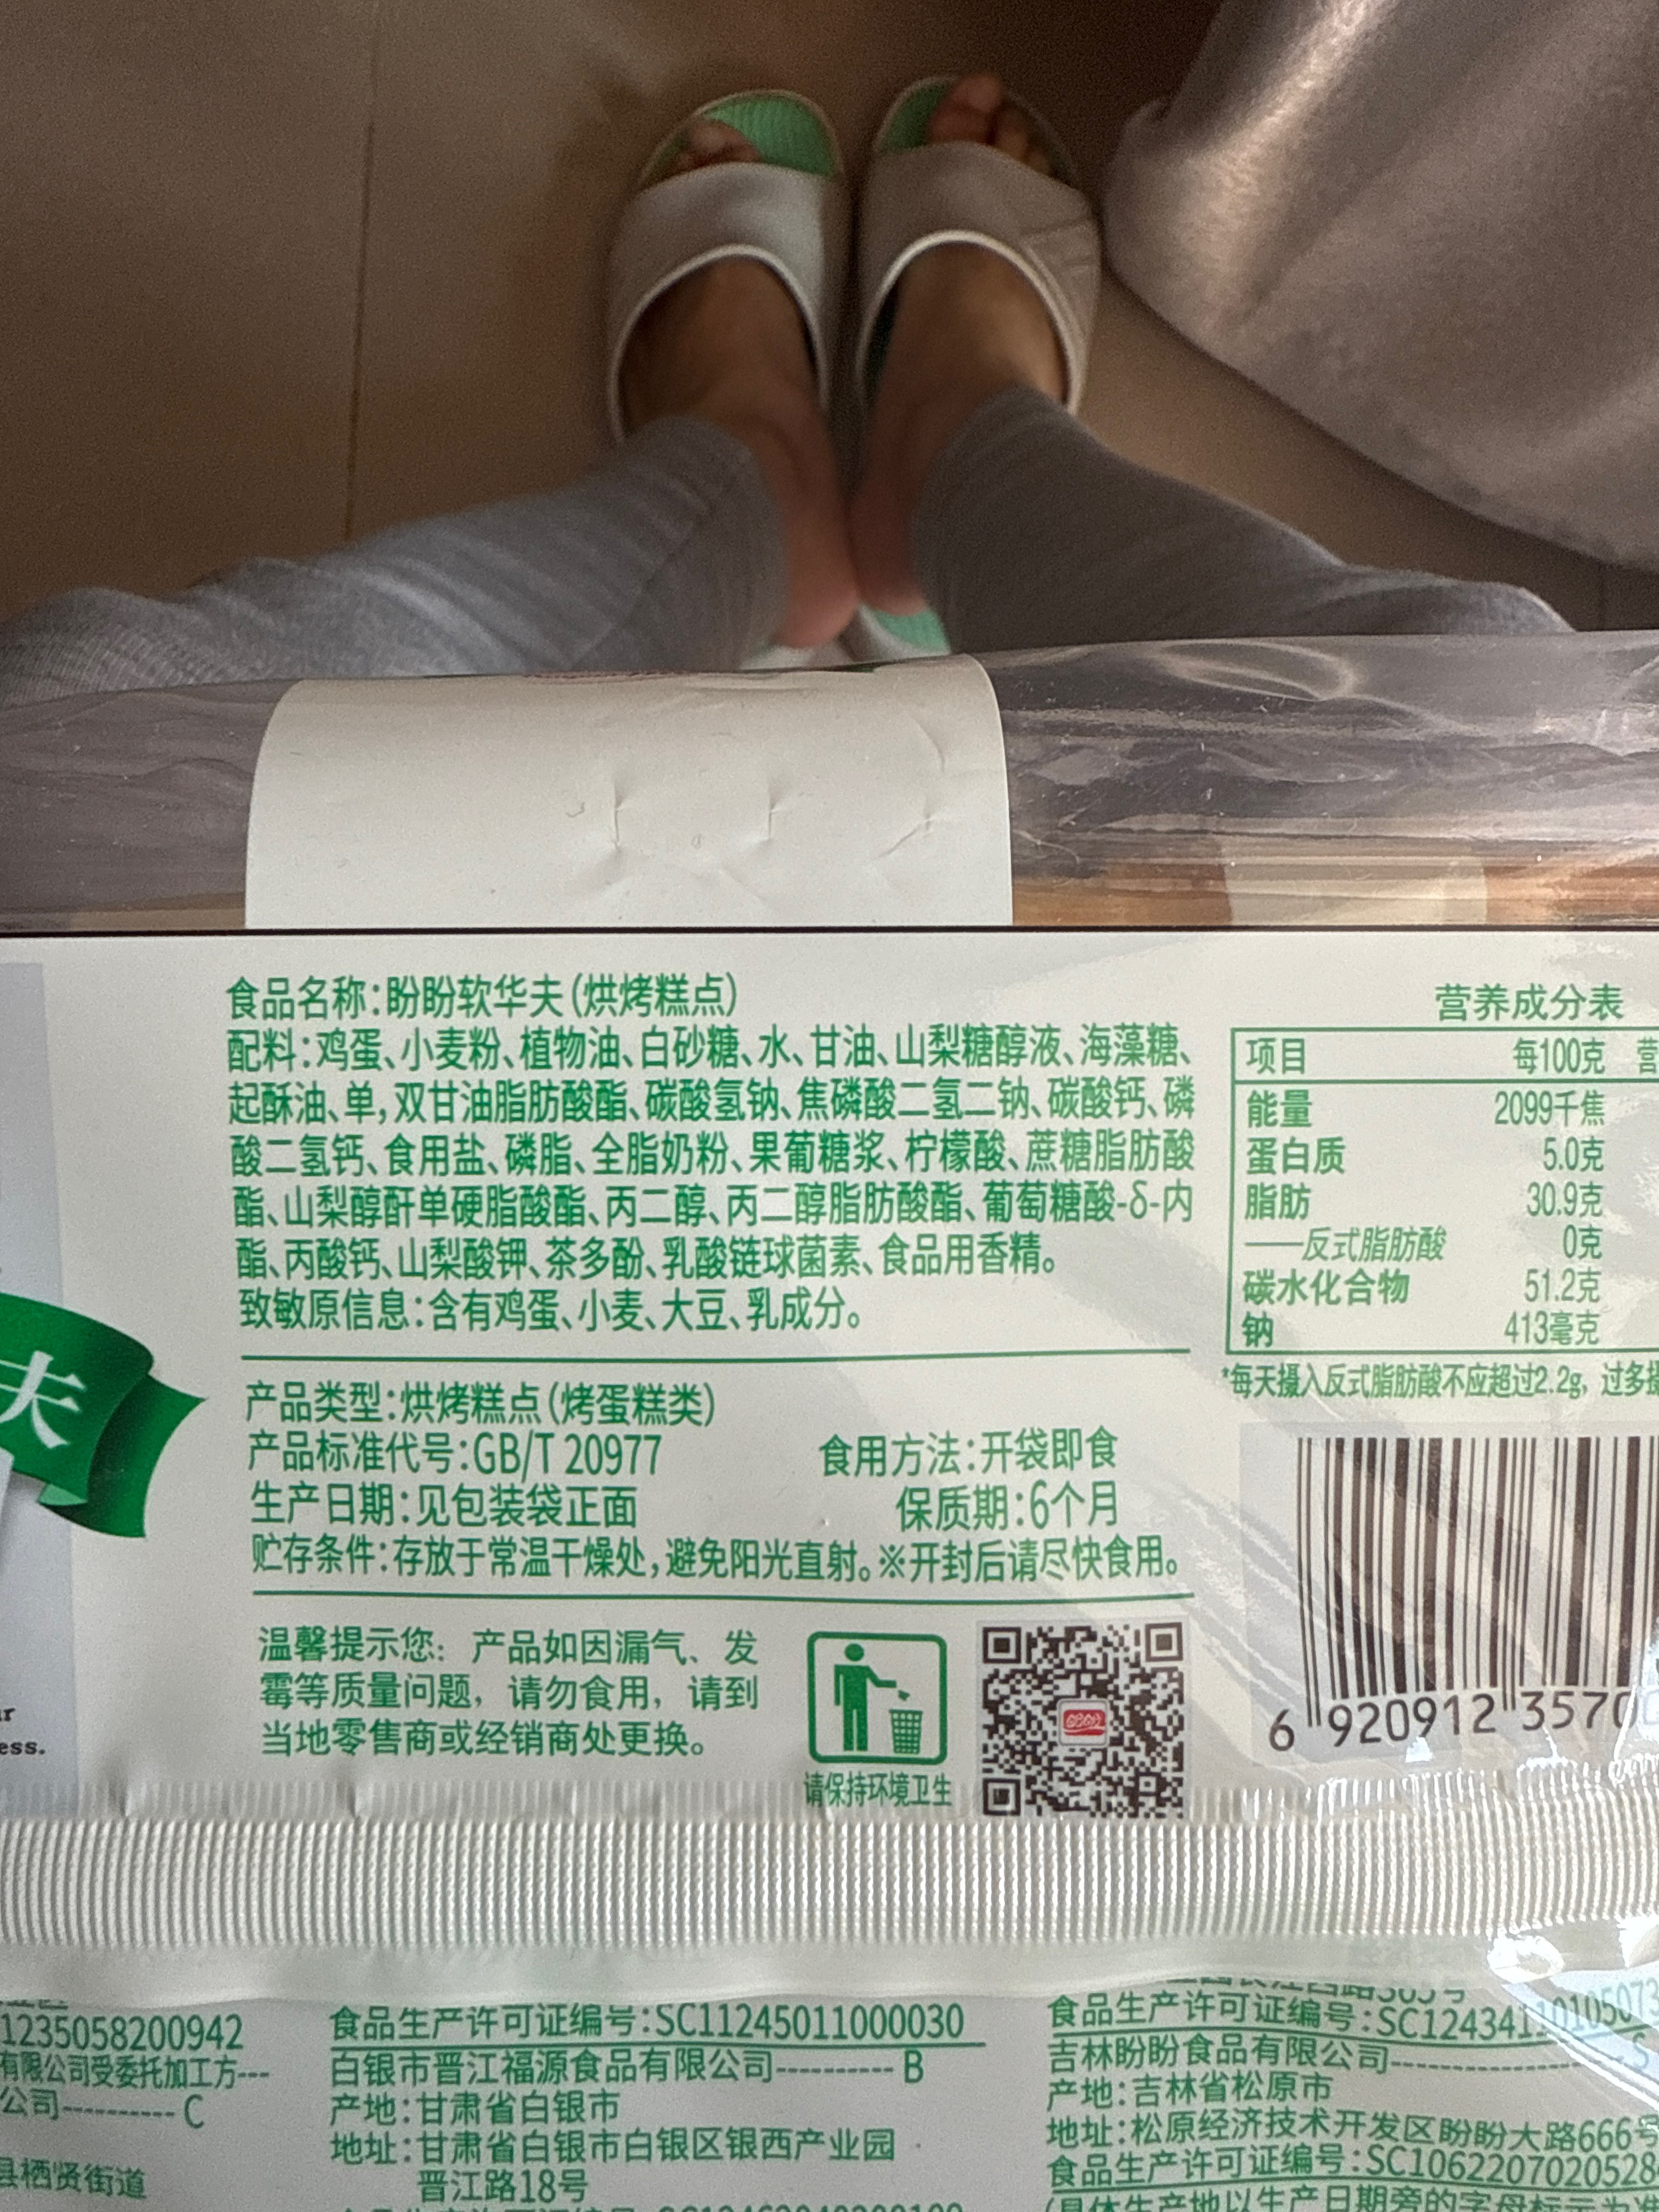 食品名称:盼盼软华夫(烘烤糕点)
配料:鸡蛋、小麦粉、植物油、白砂糖、水、甘油、山梨糖醇液、海藻糖、
起酥油、单,双甘油脂肪酸酯、碳酸氢钠、焦磷酸二氢二钠、碳酸钙、磷
酸二氢钙、食用盐、磷脂、全脂奶粉、果葡糖浆、柠檬酸、蔗糖脂肪酸
酯、山梨醇酐单硬脂酸酯、丙二醇、丙二醇脂肪酸酯、葡萄糖酸-δ-内
酯、丙酸钙、山梨酸钾、茶多酚、乳酸链球菌素、食品用香精。
致敏原信息:含有鸡蛋、小麦、大豆、乳成分。
产品类型:烘烤糕点(烤蛋糕类)
产品标准代号:GB/T 20977
食用方法:开袋即食
生产日期:见包装袋正面
保质期:6个月
贮存条件:存放于常温干燥处,避免阳光直射。※开封后请尽快食用。
温馨提示您:产品如因漏气、发
霉等质量问题,请勿食用,请到
当地零售商或经销商处更换。
请保持环境卫生
营养成分表
项目 每100克 营
能量 2099千焦
蛋白质 5.0克
脂肪 30.9克
——反式脂肪酸 0克
碳水化合物 51.2克
钠 413毫克
*每天摄入反式脂肪酸不应超过2.2g,过多摄
6 920912 3570
夫
ess.
1235058200942
有限公司受委托加工方---
公司----------C
县栖贤街道
食品生产许可证编号:SC11245011000030
白银市晋江福源食品有限公司----------B
产地:甘肃省白银市
地址:甘肃省白银市白银区银西产业园
晋江路18号
食品生产许可证编号:SC12434110105073
吉林盼盼食品有限公司--------------------S
产地:吉林省松原市
地址:松原经济技术开发区盼盼大路666号
食品生产许可证编号:SC1062207020528